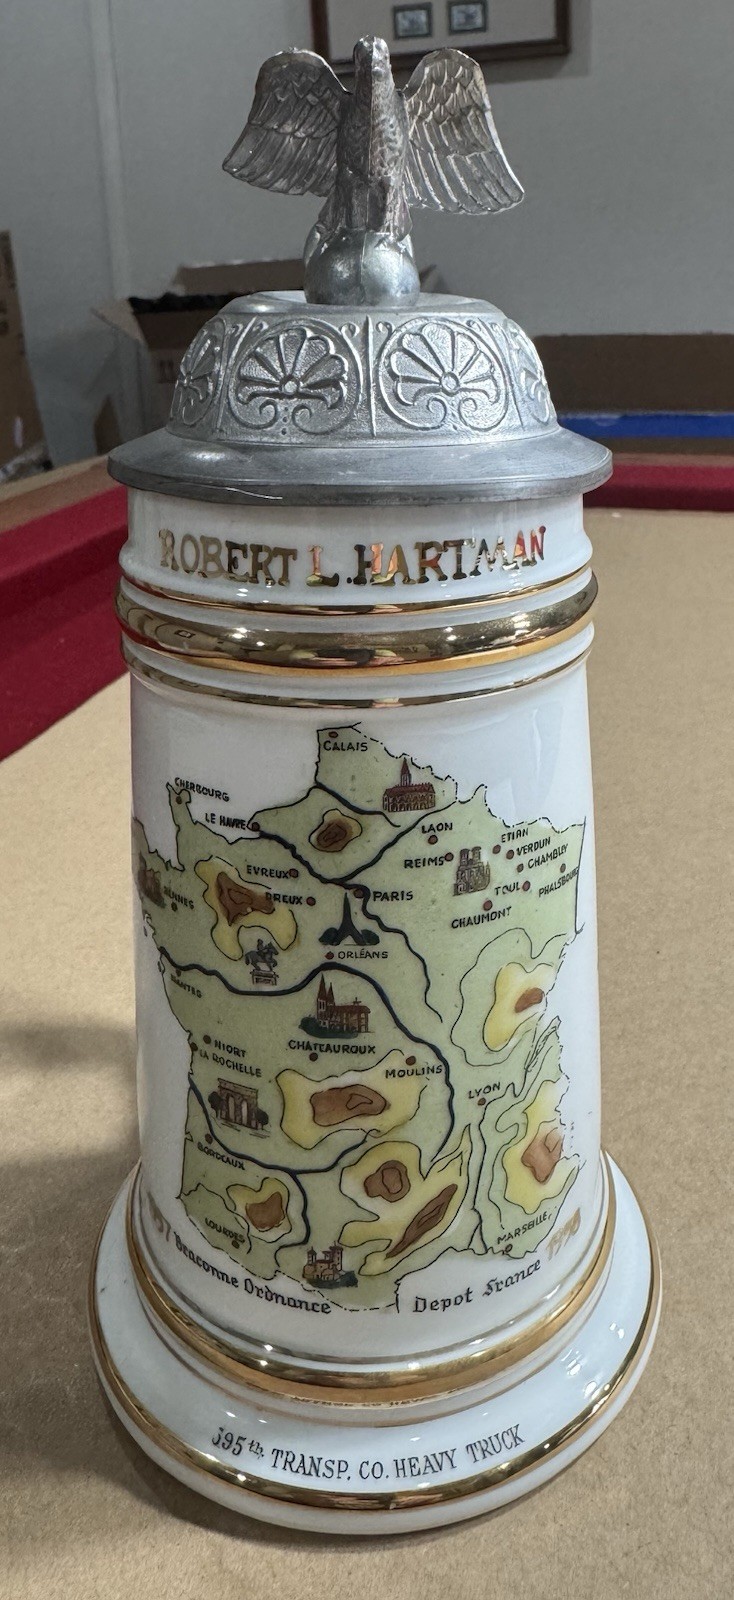 ROBERT L. HARTMAN
CALAIS
CHERBOURG
LE HAVRE
LAON
ETIAN
VERDUN
REIMS
CHAMBLEY
EVREUX
TOUL
PHALSBOURG
DREUX
PARIS
RENNES
CHAUMONT
ORLÉANS
NANTES
CHATEAUROUX
NIORT
LA ROCHELLE
MOULINS
LYON
BORDEAUX
LOURDES
MARSEILLE
Braconne Ordnance Depot France 1958
595th. TRANSP. CO. HEAVY TRUCK